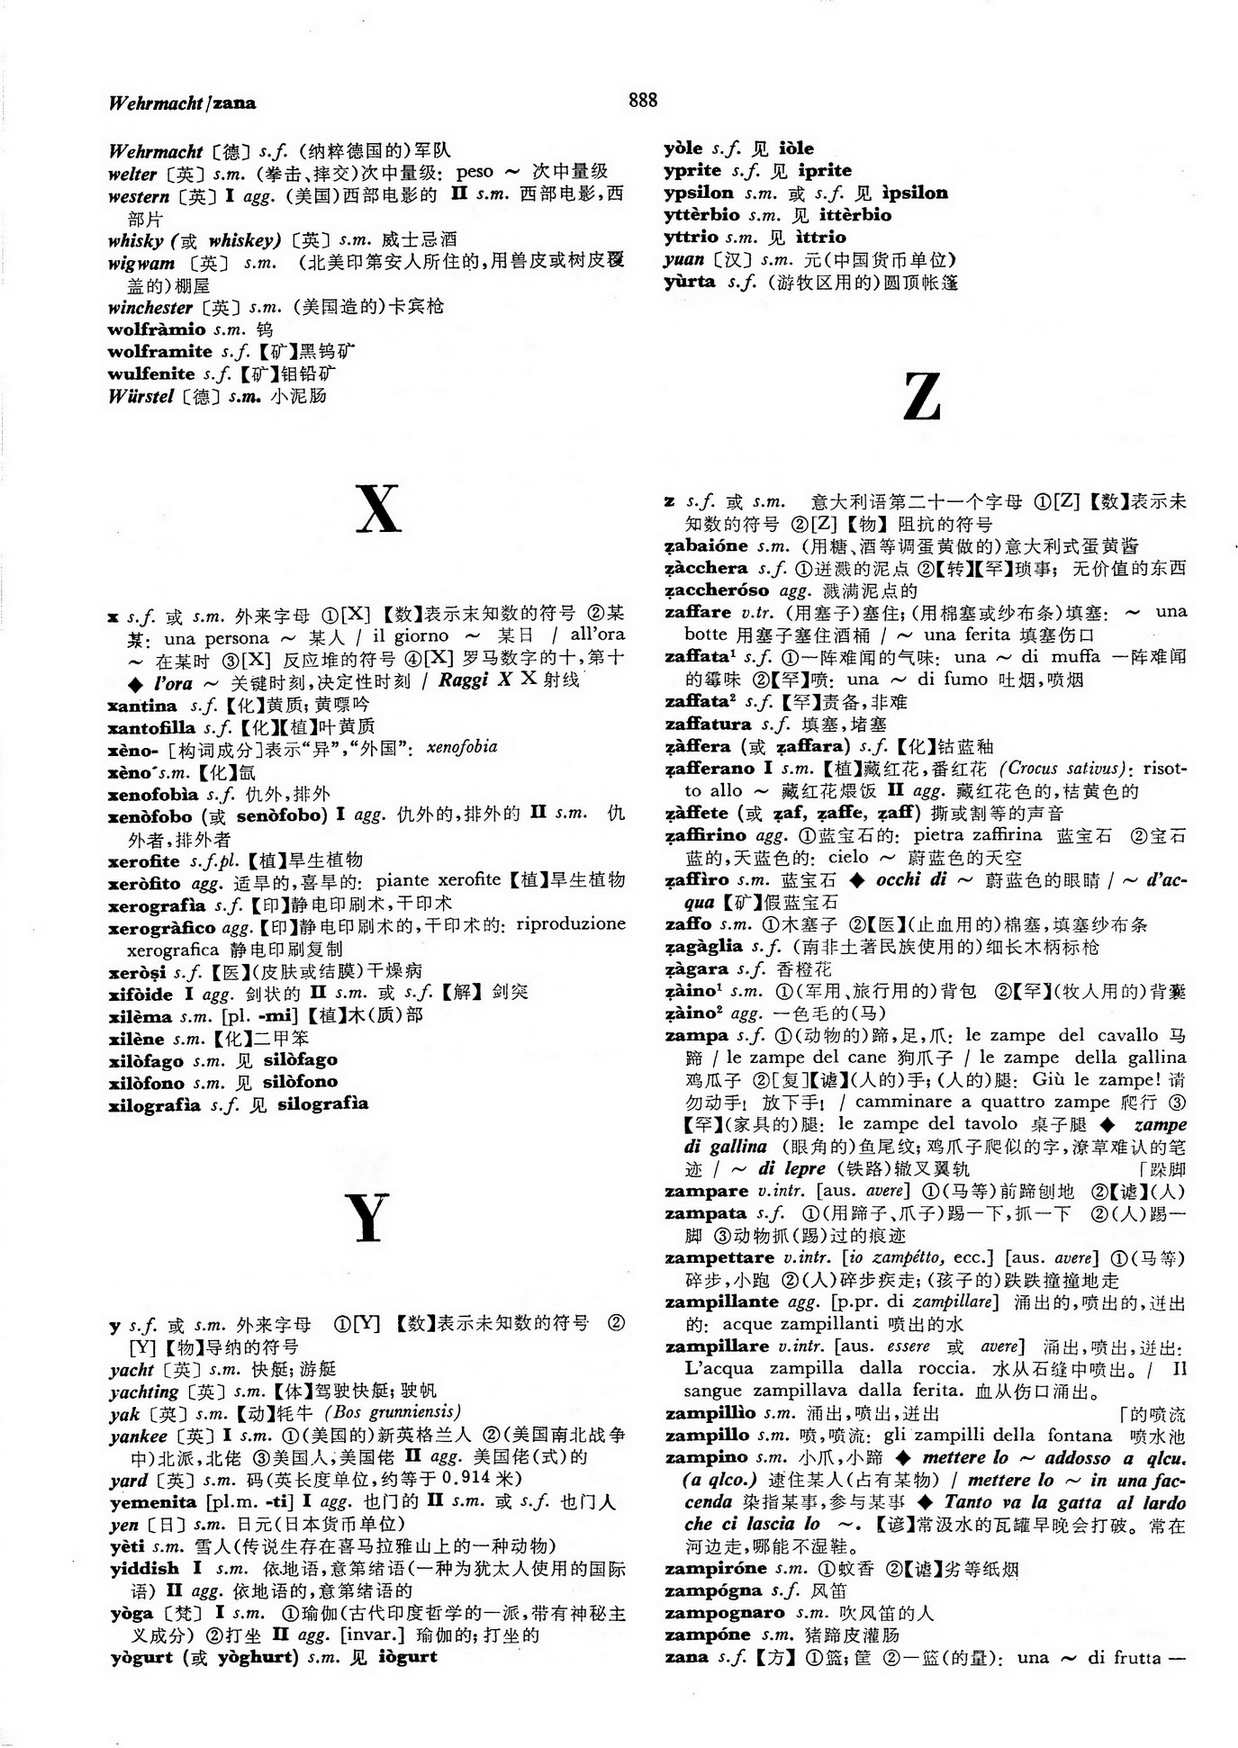 Wehrmacht/zana
888
Wehrmacht〔德〕s.f. (纳粹德国的)军队
welter〔英〕s.m. (拳击、摔交)次中量级: peso ～ 次中量级
western〔英〕I agg. (美国)西部电影的 II s.m. 西部电影,西
部片
whisky (或 whiskey)〔英〕s.m. 威士忌酒
wigwam〔英〕s.m. (北美印第安人所住的,用兽皮或树皮覆
盖的)棚屋
winchester〔英〕s.m. (美国造的)卡宾枪
wolfràmio s.m. 钨
wolframite s.f.【矿】黑钨矿
wulfenite s.f.【矿】钼铅矿
Würstel〔德〕s.m. 小泥肠
X
x s.f. 或 s.m. 外来字母 ①[X]【数】表示末知数的符号 ②某
某: una persona ～ 某人 / il giorno ～ 某日 / all'ora
～ 在某时 ③[X] 反应堆的符号 ④[X] 罗马数字的十,第十
◆ l'ora ～ 关键时刻,决定性时刻 / Raggi X X 射线
xantina s.f.【化】黄质; 黄嘌呤
xantofilla s.f.【化】【植】叶黄质
xèno- [构词成分]表示“异”,“外国”: xenofobia
xèno s.m.【化】氙
xenofobìa s.f. 仇外,排外
xenòfobo (或 senòfobo) I agg. 仇外的,排外的 II s.m. 仇
外者,排外者
xerofite s.f.pl.【植】旱生植物
xeròfito agg. 适旱的,喜旱的: piante xerofite【植】旱生植物
xerografìa s.f.【印】静电印刷术,干印术
xerogràfico agg.【印】静电印刷术的,干印术的: riproduzione
xerografica 静电印刷复制
xeròṣi s.f.【医】(皮肤或结膜)干燥病
xifòide I agg. 剑状的 II s.m. 或 s.f.【解】剑突
xilèma s.m. [pl. -mi]【植】木(质)部
xilène s.m.【化】二甲苯
xilòfago s.m. 见 silòfago
xilòfono s.m. 见 silòfono
xilografìa s.f. 见 silografìa
Y
y s.f. 或 s.m. 外来字母 ①[Y]【数】表示未知数的符号 ②
[Y]【物】导纳的符号
yacht〔英〕s.m. 快艇; 游艇
yachting〔英〕s.m.【体】驾驶快艇; 驶帆
yak〔英〕s.m.【动】牦牛 (Bos grunniensis)
yankee〔英〕I s.m. ①(美国的)新英格兰人 ②(美国南北战争
中)北派,北佬 ③美国人;美国佬 II agg. 美国佬(式)的
yard〔英〕s.m. 码(英长度单位,约等于0.914米)
yemenita [pl.m. -ti] I agg. 也门的 II s.m. 或 s.f. 也门人
yen〔日〕s.m. 日元(日本货币单位)
yèti s.m. 雪人(传说生存在喜马拉雅山上的一种动物)
yiddish I s.m. 依地语,意第绪语(一种为犹太人使用的国际
语) II agg. 依地语的,意第绪语的
yòga〔梵〕I s.m. ①瑜伽(古代印度哲学的一派,带有神秘主
义成分) ②打坐 II agg. [invar.] 瑜伽的; 打坐的
yògurt (或 yòghurt) s.m. 见 iògurt
yòle s.f. 见 iòle
yprite s.f. 见 iprite
ypsilon s.m. 或 s.f. 见 ìpsilon
yttèrbio s.m. 见 ittèrbio
yttrio s.m. 见 ìttrio
yuan〔汉〕s.m. 元(中国货币单位)
yùrta s.f. (游牧区用的)圆顶帐篷
Z
z s.f. 或 s.m. 意大利语第二十一个字母 ①[Z]【数】表示未
知数的符号 ②[Z]【物】阻抗的符号
ẓabaióne s.m. (用糖、酒等调蛋黄做的)意大利式蛋黄酱
ẓàcchera s.f. ①迸溅的泥点 ②【转】【罕】琐事; 无价值的东西
ẓaccheróso agg. 溅满泥点的
zaffare v.tr. (用塞子)塞住; (用棉塞或纱布条)填塞: ～ una
botte 用塞子塞住酒桶 / ～ una ferita 填塞伤口
zaffata¹ s.f. ①一阵难闻的气味: una ～ di muffa 一阵难闻
的霉味 ②【罕】喷: una ～ di fumo 吐烟,喷烟
zaffata² s.f.【罕】责备,非难
zaffatura s.f. 填塞,堵塞
ẓàffera (或 ẓaffara) s.f.【化】钴蓝釉
ẓafferano I s.m.【植】藏红花,番红花 (Crocus sativus): risot-
to allo ～ 藏红花煨饭 II agg. 藏红花色的,桔黄色的
ẓàffete (或 ẓaf, ẓaffe, ẓaff) 撕或割等的声音
ẓaffirino agg. ①蓝宝石的: pietra zaffirina 蓝宝石 ②宝石
蓝的,天蓝色的: cielo ～ 蔚蓝色的天空
ẓaffìro s.m. 蓝宝石 ◆ occhi di ～ 蔚蓝色的眼睛 / ～ d'ac-
qua【矿】假蓝宝石
zaffo s.m. ①木塞子 ②【医】(止血用的)棉塞,填塞纱布条
ẓagàglia s.f. (南非土著民族使用的)细长木柄标枪
ẓàgara s.f. 香橙花
ẓàino¹ s.m. ①(军用、旅行用的)背包 ②【罕】(牧人用的)背囊
ẓàino² agg. 一色毛的(马)
zampa s.f. ①(动物的)蹄,足,爪: le zampe del cavallo 马
蹄 / le zampe del cane 狗爪子 / le zampe della gallina
鸡瓜子 ②[复]【谑】(人的)手; (人的)腿: Giù le zampe! 请
勿动手! 放下手! / camminare a quattro zampe 爬行 ③
【罕】(家具的)腿: le zampe del tavolo 桌子腿 ◆ zampe
di gallina (眼角的)鱼尾纹; 鸡爪子爬似的字,潦草难认的笔
迹 / ～ di lepre (铁路)辙叉翼轨 「跺脚
zampare v.intr. [aus. avere] ①(马等)前蹄刨地 ②【谑】(人)
zampata s.f. ①(用蹄子、爪子)踢一下,抓一下 ②(人)踢一
脚 ③动物抓(踢)过的痕迹
zampettare v.intr. [io zampétto, ecc.] [aus. avere] ①(马等)
碎步,小跑 ②(人)碎步疾走; (孩子的)跌跌撞撞地走
zampillante agg. [p.pr. di zampillare] 涌出的,喷出的,迸出
的: acque zampillanti 喷出的水
zampillare v.intr. [aus. essere 或 avere] 涌出,喷出,迸出:
L'acqua zampilla dalla roccia. 水从石缝中喷出。/ Il
sangue zampillava dalla ferita. 血从伤口涌出。
zampillìo s.m. 涌出,喷出,迸出 「的喷流
zampillo s.m. 喷,喷流: gli zampilli della fontana 喷水池
zampino s.m. 小爪,小蹄 ◆ mettere lo ～ addosso a qlcu.
(a qlco.) 逮住某人(占有某物) / mettere lo ～ in una fac-
cenda 染指某事,参与某事 ◆ Tanto va la gatta al lardo
che ci lascia lo ～.【谚】常汲水的瓦罐早晚会打破。常在
河边走,哪能不湿鞋。
zampiróne s.m. ①蚊香 ②【谑】劣等纸烟
zampógna s.f. 风笛
zampognaro s.m. 吹风笛的人
zampóne s.m. 猪蹄皮灌肠
zana s.f.【方】①篮; 筐 ②一篮(的量): una ～ di frutta 一